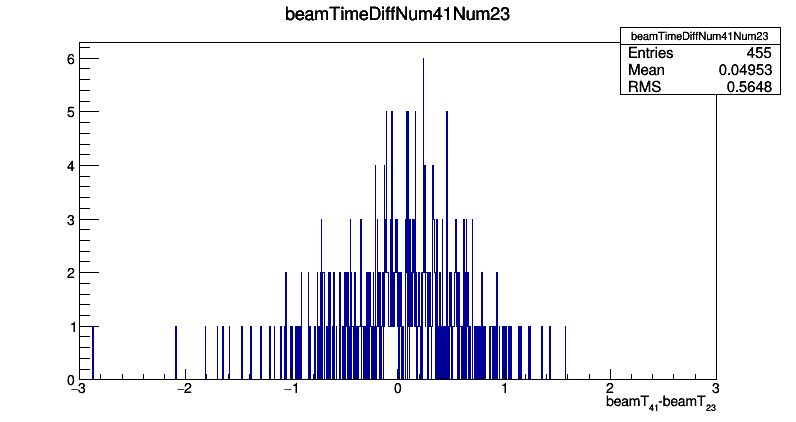 beamTimeDiffNum41Num23
beamTimeDiffNum41Num23
Entries 455
Mean 0.04953
RMS 0.5648
6
5
4
3
2
1
0
−3 −2 −1 0 1 2 3
beamT41-beamT23